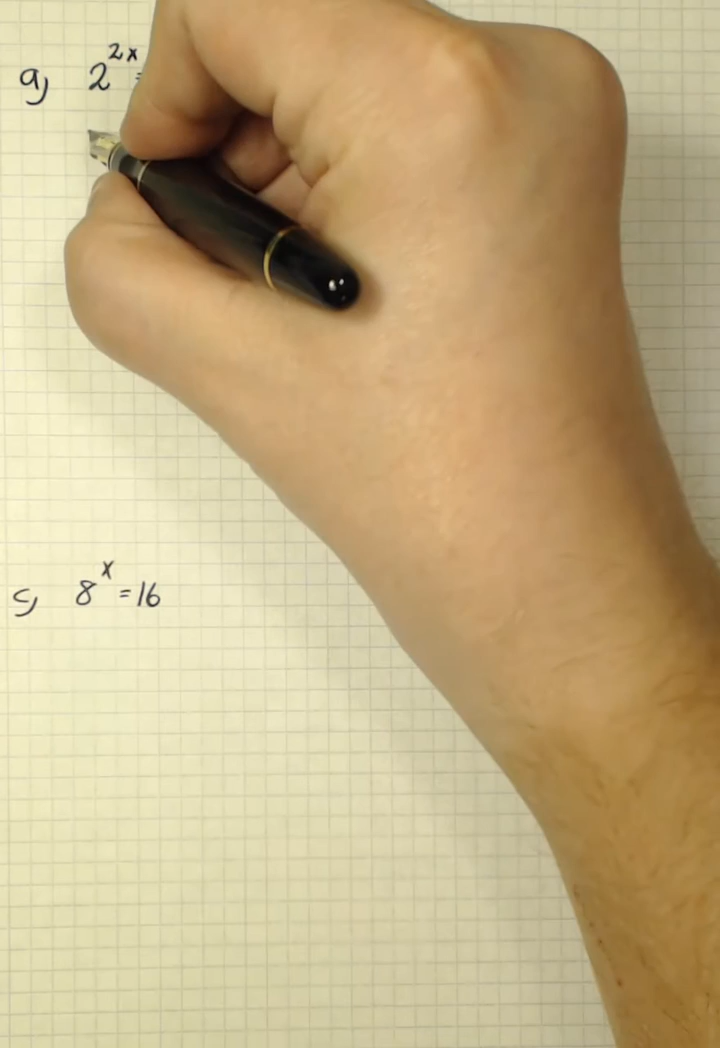 a) 2^{2x} =
c) 8^x = 16